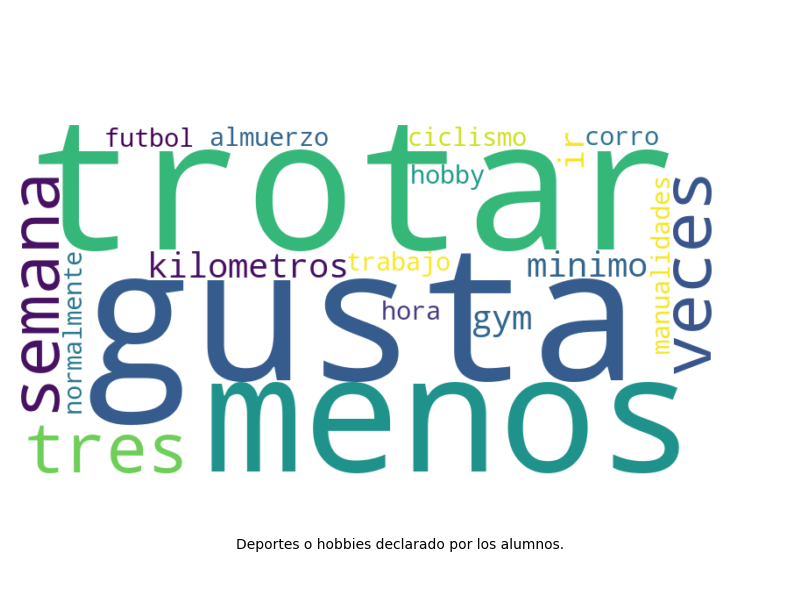 futbol
almuerzo
ciclismo
ir
corro
trotar
hobby
semana
normalmente
kilometros
trabajo
minimo
manualidades
veces
gusta
hora
gym
tres
menos
Deportes o hobbies declarado por los alumnos.